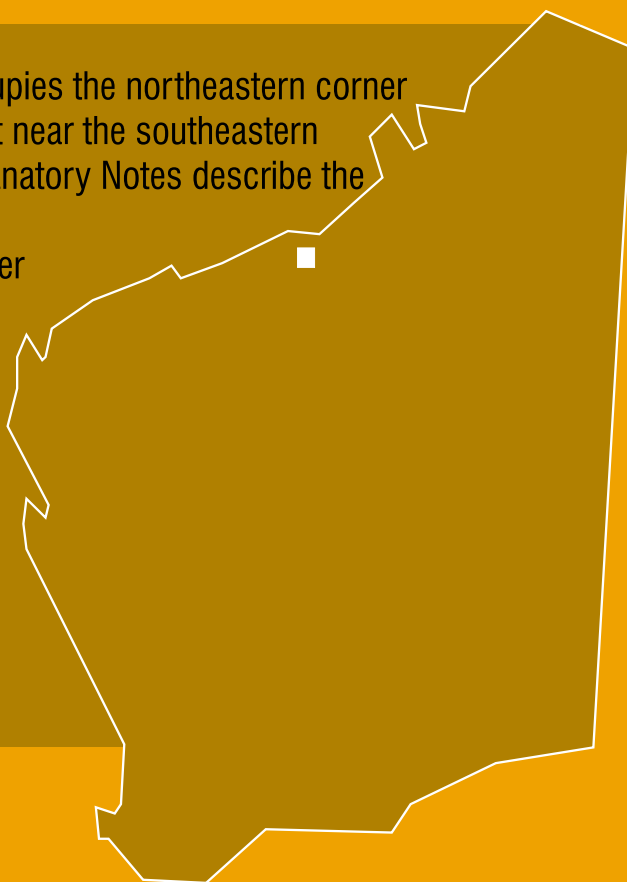 upies the northeastern corner
t near the southeastern
natory Notes describe the
er